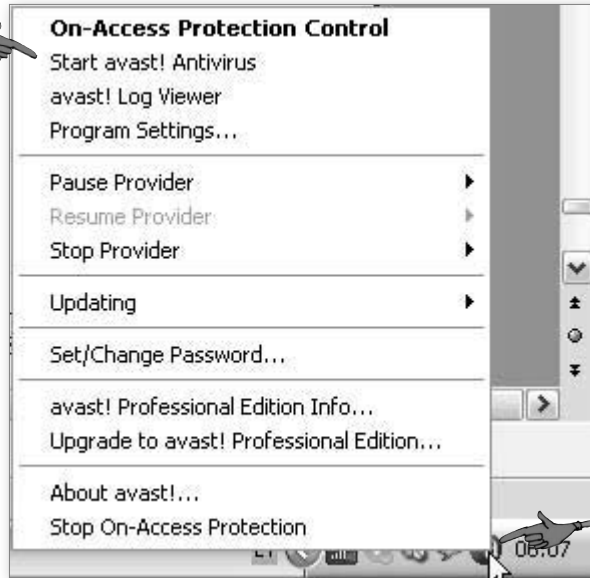 On-Access Protection Control
Start avast! Antivirus
avast! Log Viewer
Program Settings...
Pause Provider
Resume Provider
Stop Provider
Updating
Set/Change Password...
avast! Professional Edition Info...
Upgrade to avast! Professional Edition...
About avast!...
Stop On-Access Protection
06:07